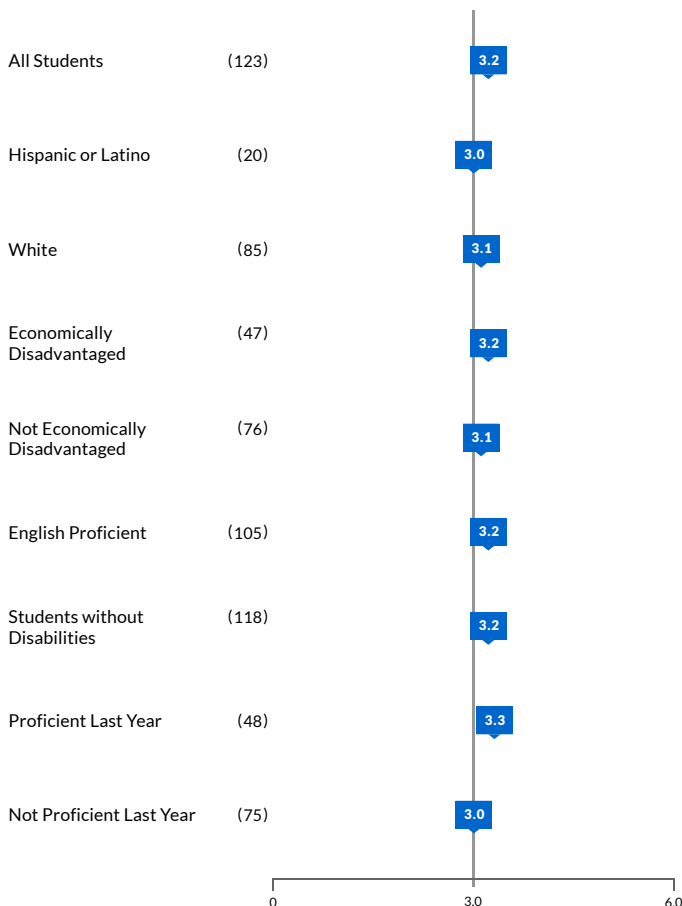 All Students (123) 3.2
Hispanic or Latino (20) 3.0
White (85) 3.1
Economically (47)
Disadvantaged 3.2
Not Economically (76)
Disadvantaged 3.1
English Proficient (105) 3.2
Students without (118)
Disabilities 3.2
Proficient Last Year (48) 3.3
Not Proficient Last Year (75) 3.0
0 3.0 6.0